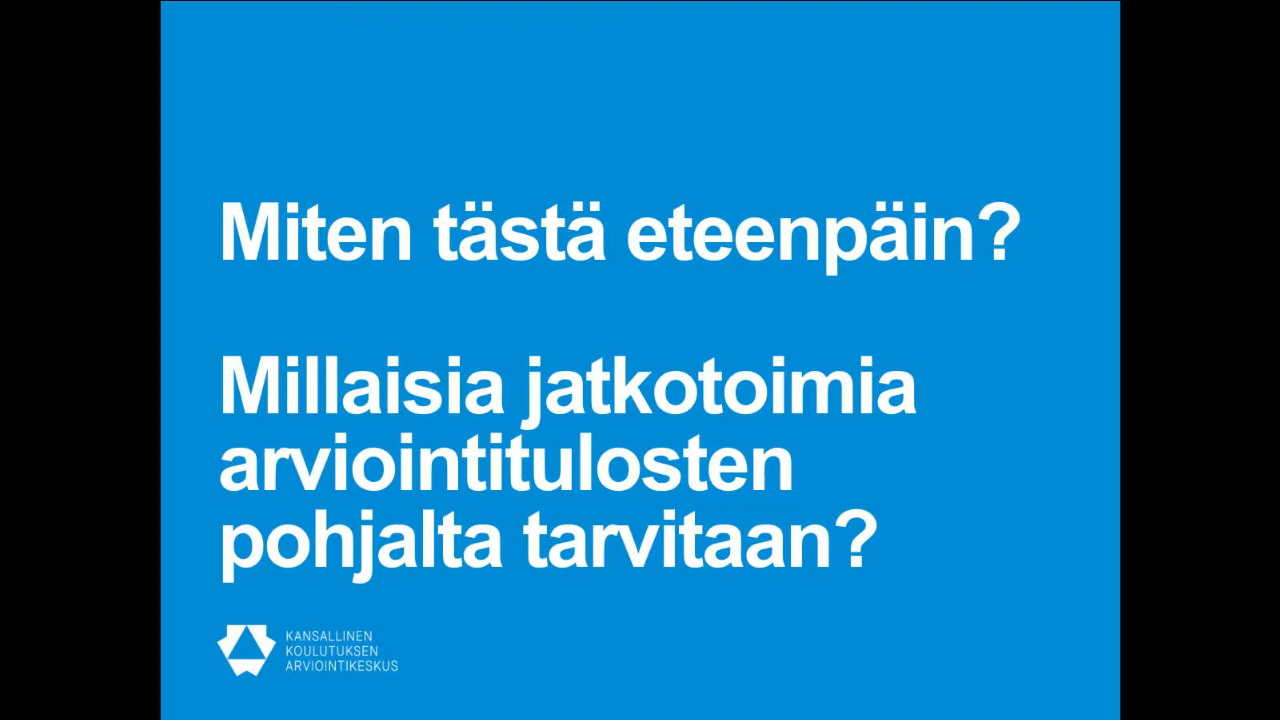 Miten tästä eteenpäin?
Millaisia jatkotoimia
arviointitulosten
pohjalta tarvitaan?
KANSALLINEN
KOULUTUKSEN
ARVIOINTIKESKUS